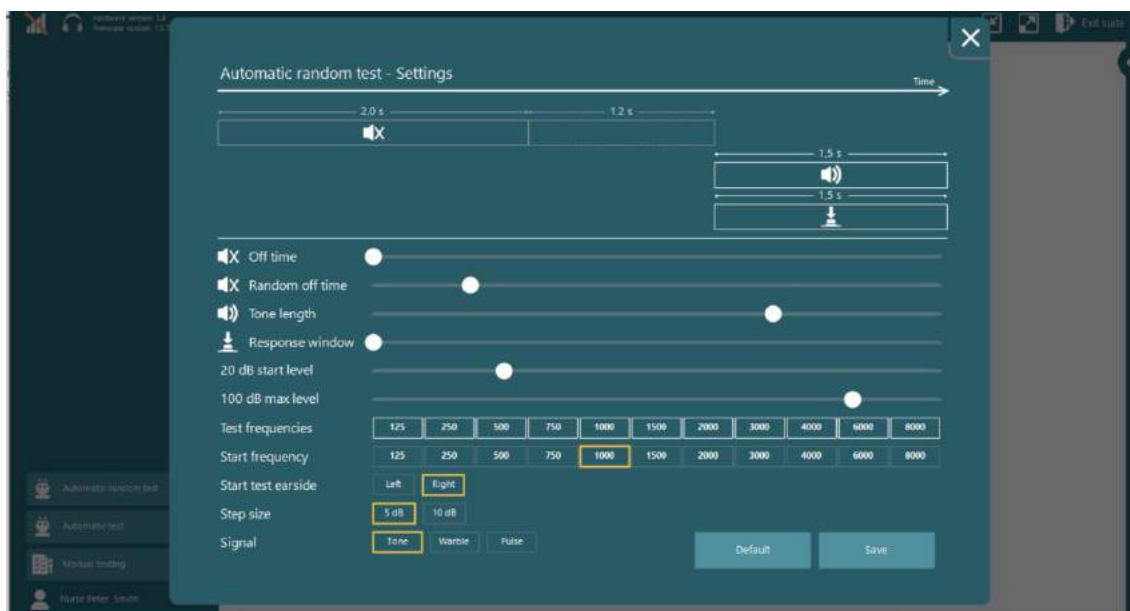 Hardware version 1.4
Exit suite
Automatic random test - Settings
Time
2.0 s
1.2 s
1,5 s
1,5 s
Off time
Random off time
Tone length
Response window
20 dB start level
100 dB max level
Test frequencies 125 250 500 750 1000 1500 2000 3000 4000 6000 8000
Start frequency 125 250 500 750 1000 1500 2000 3000 4000 6000 8000
Start test earside Left Right
Step size 5 dB 10 dB
Signal Tone Warble Pulse
Default Save
Automatic random test
Automatic test
Manual testing
Nurse Peter Smith